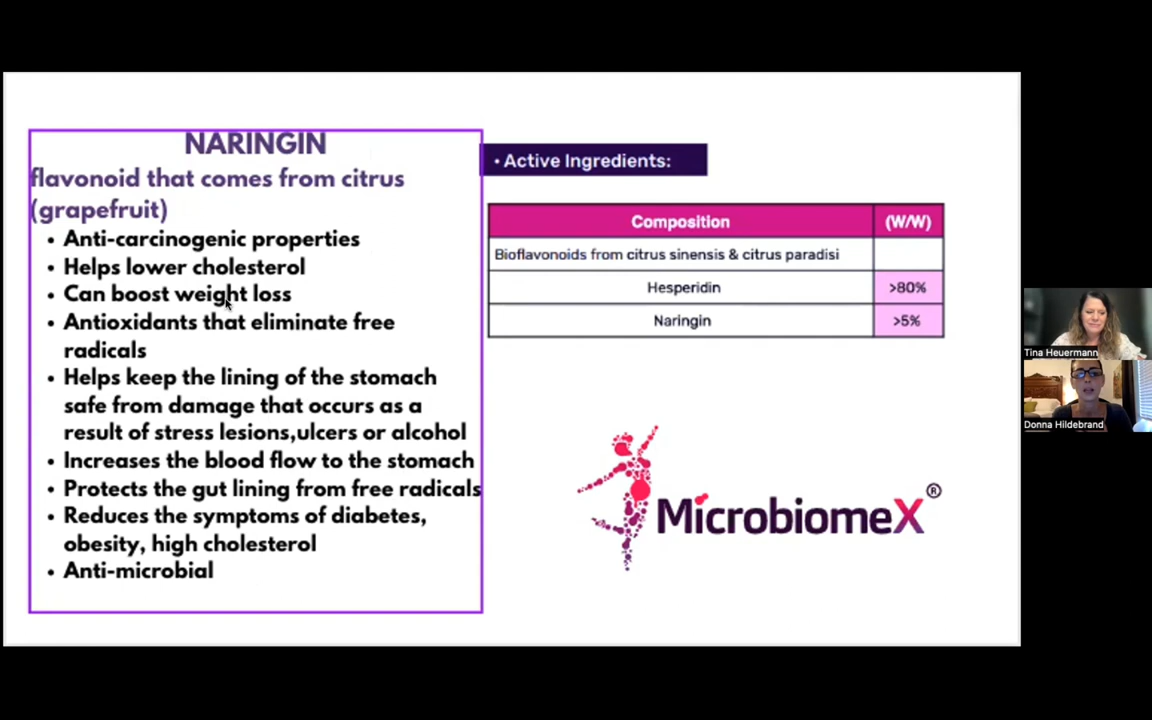 NARINGIN
flavonoid that comes from citrus
(grapefruit)
• Anti-carcinogenic properties
• Helps lower cholesterol
• Can boost weight loss
• Antioxidants that eliminate free
radicals
• Helps keep the lining of the stomach
safe from damage that occurs as a
result of stress lesions,ulcers or alcohol
• Increases the blood flow to the stomach
• Protects the gut lining from free radicals
• Reduces the symptoms of diabetes,
obesity, high cholesterol
• Anti-microbial
• Active Ingredients:
Composition (W/W)
Bioflavonoids from citrus sinensis & citrus paradisi
Hesperidin >80%
Naringin >5%
MicrobiomeX®
Tina Heuermann
Donna Hildebrand